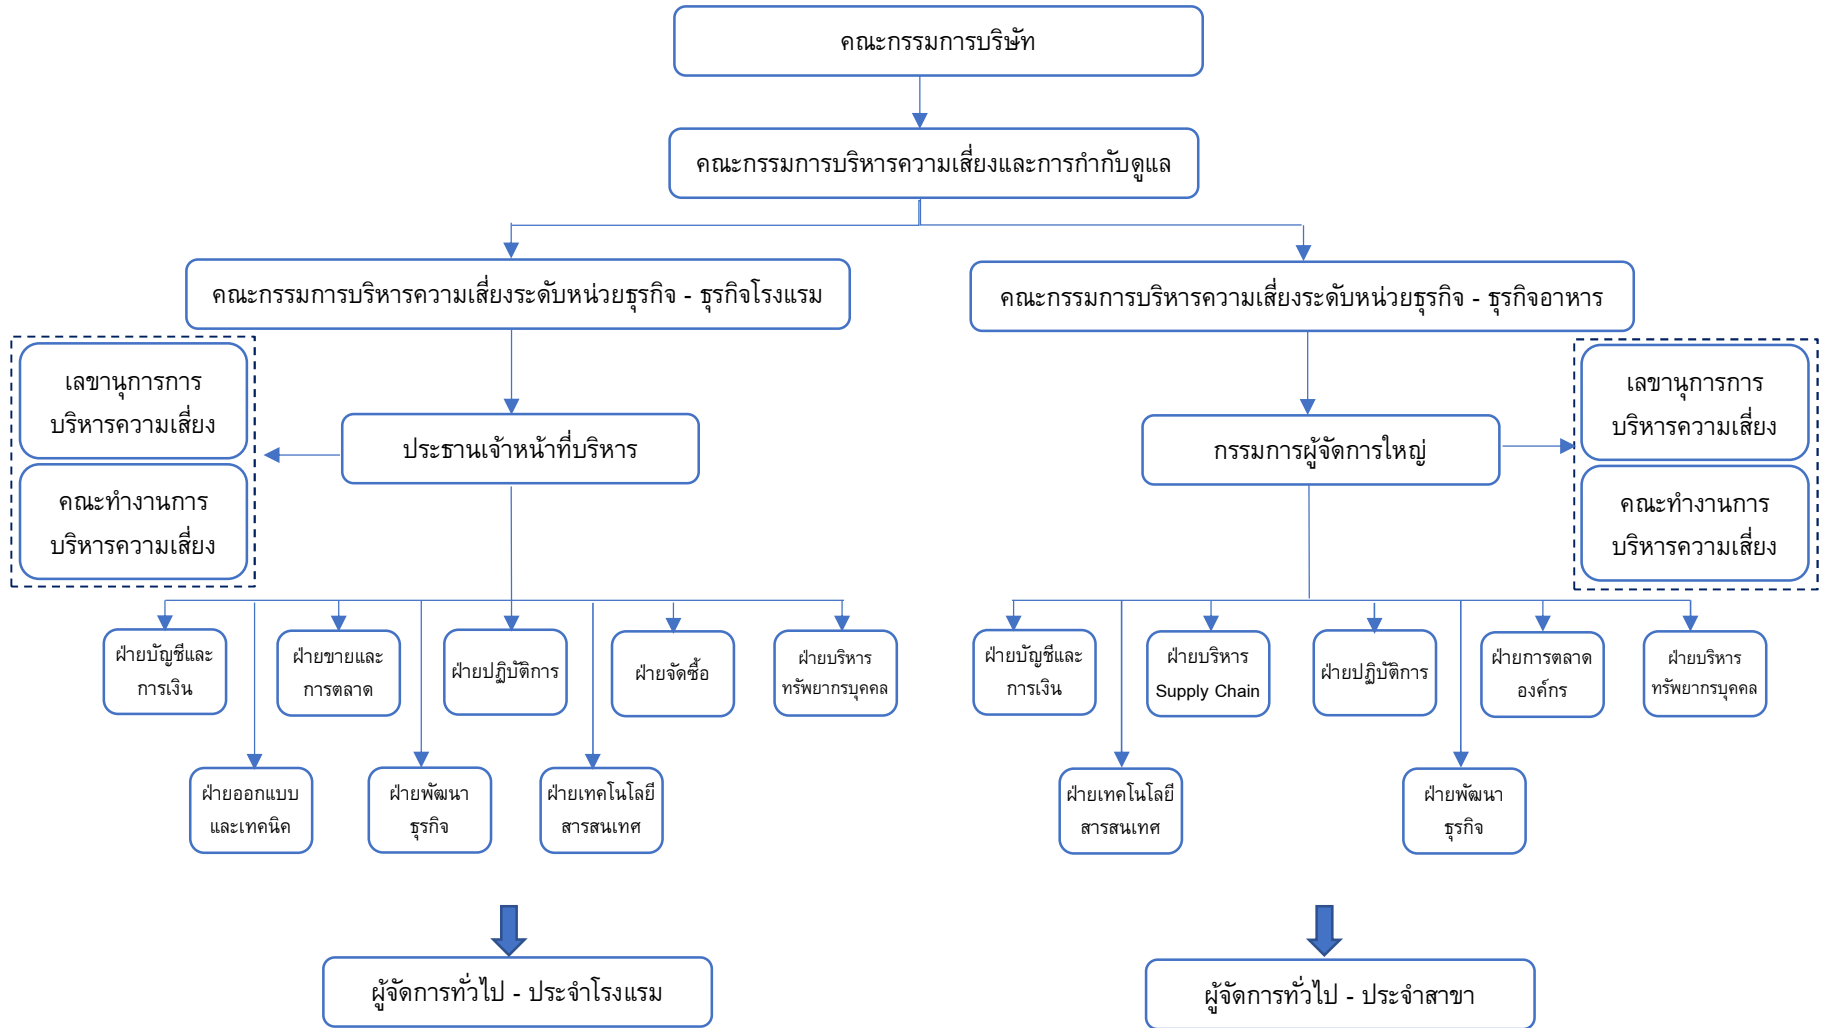 คณะกรรมการบริษัท
คณะกรรมการบริหารความเสี่ยงและการกำกับดูแล
คณะกรรมการบริหารความเสี่ยงระดับหน่วยธุรกิจ - ธุรกิจโรงแรม
คณะกรรมการบริหารความเสี่ยงระดับหน่วยธุรกิจ - ธุรกิจอาหาร
เลขานุการการ
บริหารความเสี่ยง
คณะทำงานการ
บริหารความเสี่ยง
ประธานเจ้าหน้าที่บริหาร
กรรมการผู้จัดการใหญ่
เลขานุการการ
บริหารความเสี่ยง
คณะทำงานการ
บริหารความเสี่ยง
ฝ่ายบัญชีและ
การเงิน
ฝ่ายขายและ
การตลาด
ฝ่ายปฏิบัติการ
ฝ่ายจัดซื้อ
ฝ่ายบริหาร
ทรัพยากรบุคคล
ฝ่ายบัญชีและ
การเงิน
ฝ่ายบริหาร
Supply Chain
ฝ่ายปฏิบัติการ
ฝ่ายการตลาด
องค์กร
ฝ่ายบริหาร
ทรัพยากรบุคคล
ฝ่ายออกแบบ
และเทคนิค
ฝ่ายพัฒนา
ธุรกิจ
ฝ่ายเทคโนโลยี
สารสนเทศ
ฝ่ายเทคโนโลยี
สารสนเทศ
ฝ่ายพัฒนา
ธุรกิจ
ผู้จัดการทั่วไป - ประจำโรงแรม
ผู้จัดการทั่วไป - ประจำสาขา